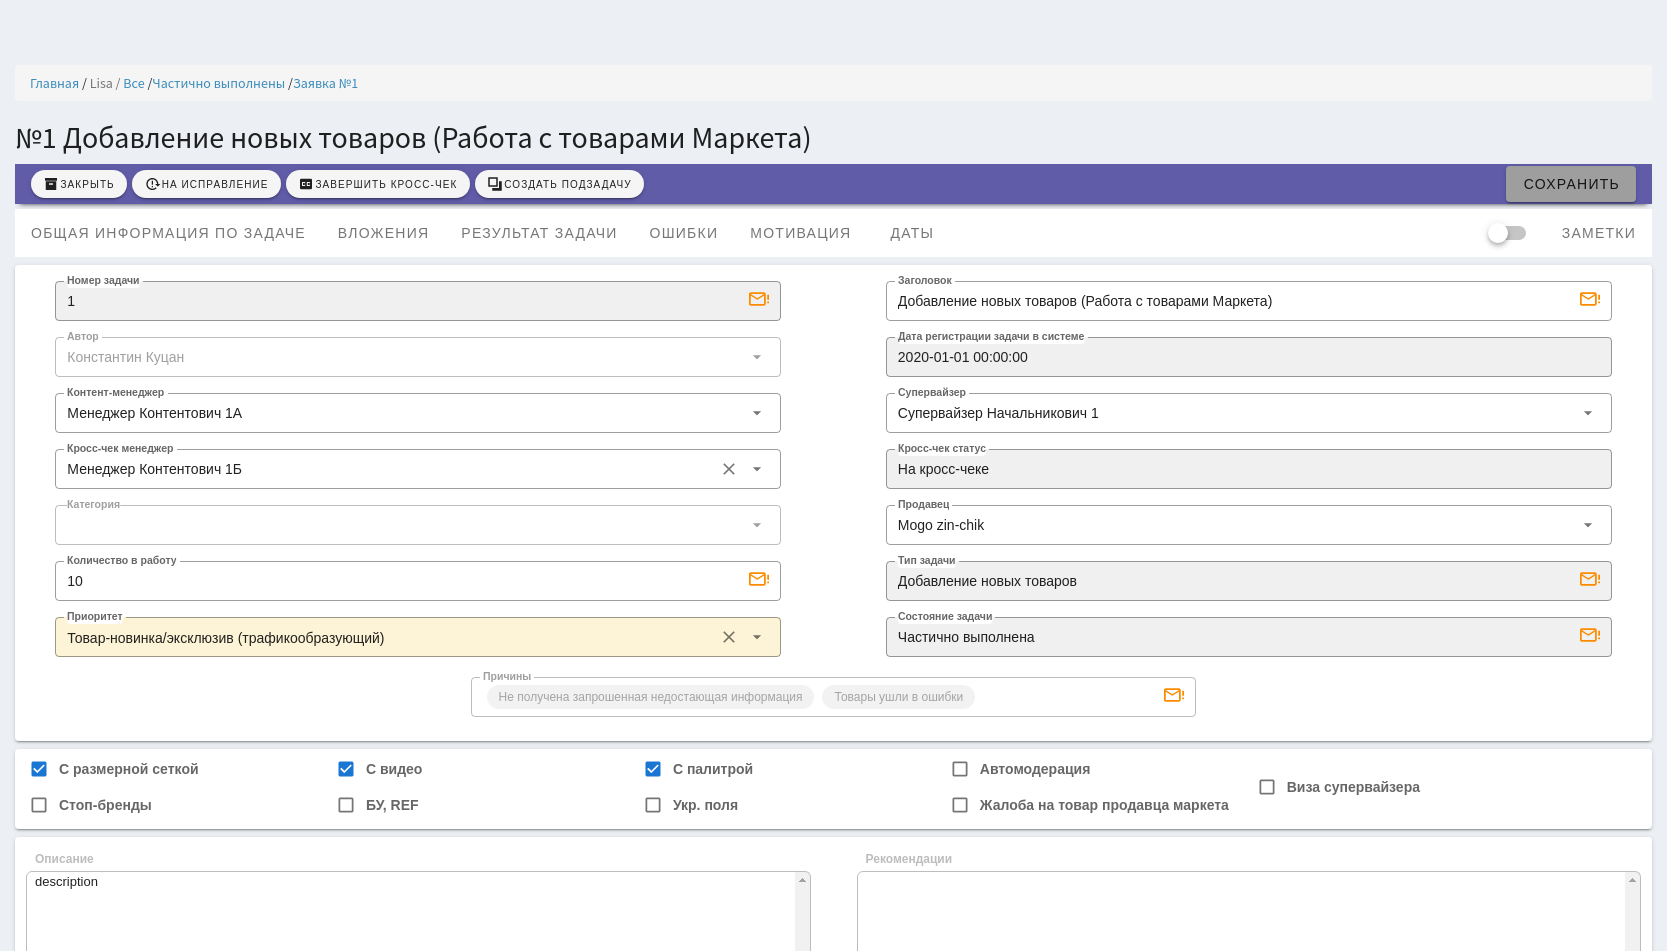 Главная / Lisa / Все /Частично выполнены /Заявка №1
№1 Добавление новых товаров (Работа с товарами Маркета)
ЗАКРЫТЬ НА ИСПРАВЛЕНИЕ ЗАВЕРШИТЬ КРОСС-ЧЕК СОЗДАТЬ ПОДЗАДАЧУ СОХРАНИТЬ
ОБЩАЯ ИНФОРМАЦИЯ ПО ЗАДАЧЕ ВЛОЖЕНИЯ РЕЗУЛЬТАТ ЗАДАЧИ ОШИБКИ МОТИВАЦИЯ ДАТЫ ЗАМЕТКИ
Номер задачи Заголовок
1 Добавление новых товаров (Работа с товарами Маркета)
Автор Дата регистрации задачи в системе
Константин Куцан 2020-01-01 00:00:00
Контент-менеджер Супервайзер
Менеджер Контентович 1А Супервайзер Начальникович 1
Кросс-чек менеджер Кросс-чек статус
Менеджер Контентович 1Б На кросс-чеке
Категория Продавец
Mogo zin-chik
Количество в работу Тип задачи
10 Добавление новых товаров
Приоритет Состояние задачи
Товар-новинка/эксклюзив (трафикообразующий) Частично выполнена
Причины
Не получена запрошенная недостающая информация Товары ушли в ошибки
С размерной сеткой С видео С палитрой Автомодерация
Виза супервайзера
Стоп-бренды БУ, REF Укр. поля Жалоба на товар продавца маркета
Описание Рекомендации
description